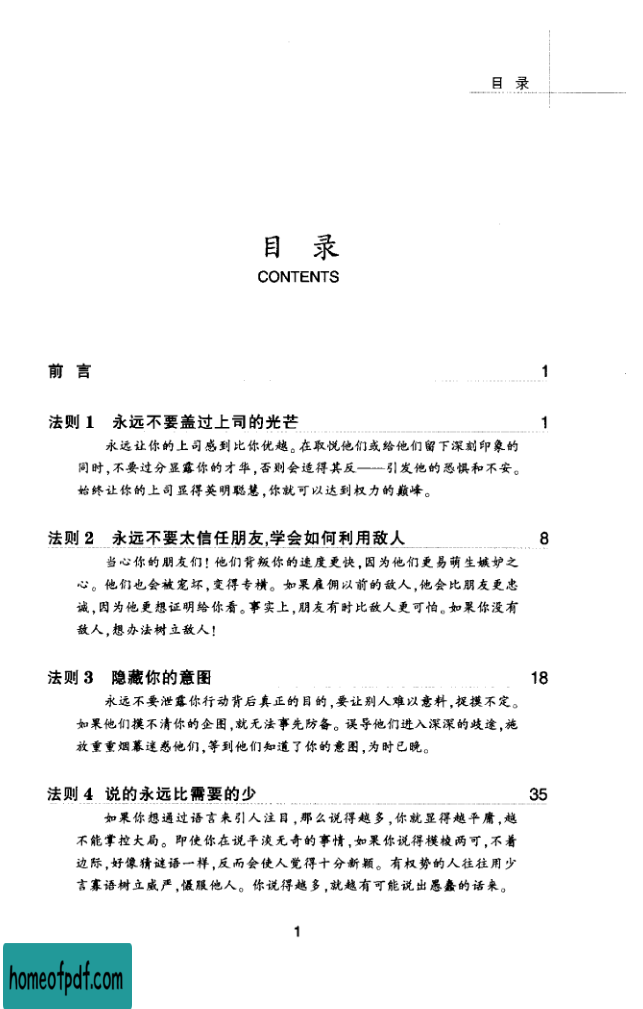 目 录
目 录
CONTENTS
前 言 1
法则 1 永远不要盖过上司的光芒 1
永远让你的上司感到比你优越。在取悦他们或给他们留下深刻印象的
同时,不要过分显露你的才华,否则会适得其反——引发他的恐惧和不安。
始终让你的上司显得英明聪慧,你就可以达到权力的巅峰。
法则 2 永远不要太信任朋友,学会如何利用敌人 8
当心你的朋友们!他们背叛你的速度更快,因为他们更易萌生嫉妒之
心。他们也会被宠坏,变得专横。如果雇佣以前的敌人,他会比朋友更忠
诚,因为他更想证明给你看。事实上,朋友有时比敌人更可怕。如果你没有
敌人,想办法树立敌人!
法则 3 隐藏你的意图 18
永远不要泄露你行动背后真正的目的,要让别人难以意料,捉摸不定。
如果他们摸不清你的企图,就无法事先防备。误导他们进入深深的歧途,施
放重重烟幕迷惑他们,等到他们知道了你的意图,为时已晚。
法则 4 说的永远比需要的少 35
如果你想通过语言来引人注目,那么说得越多,你就显得越平庸,越
不能掌控大局。即使你在说平淡无奇的事情,如果你说得模棱两可,不着
边际,好像猜谜语一样,反而会使人觉得十分新颖。有权势的人往往用少
言寡语树立威严,慑服他人。你说得越多,就越有可能说出愚蠢的话来。
1
homeofpdf.com